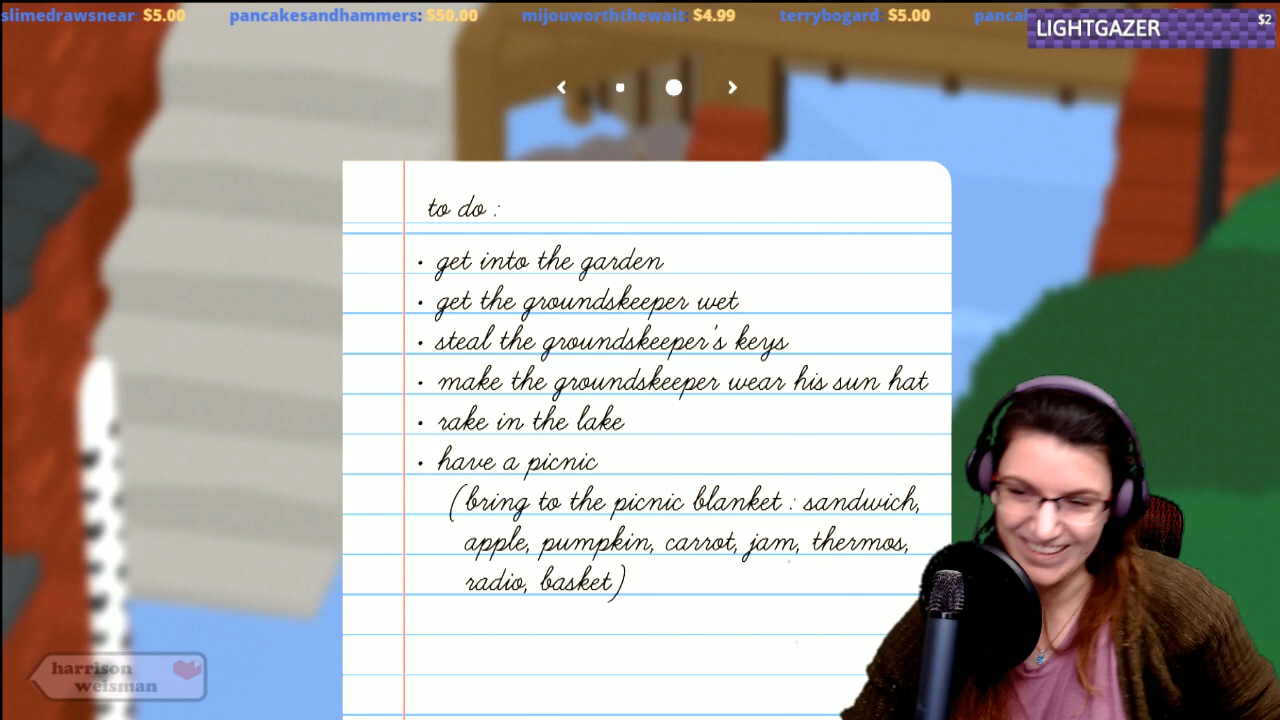 slimedrawsnear: $5.00 pancakesandhammers: $50.00 mijouworththewait: $4.99 terrybogard: $5.00 panca
LIGHTGAZER $2
to do :
• get into the garden
• get the groundskeeper wet
• steal the groundskeeper's keys
• make the groundskeeper wear his sun hat
• rake in the lake
• have a picnic
(bring to the picnic blanket : sandwich,
apple, pumpkin, carrot, jam, thermos,
radio, basket)
harrison
weisman